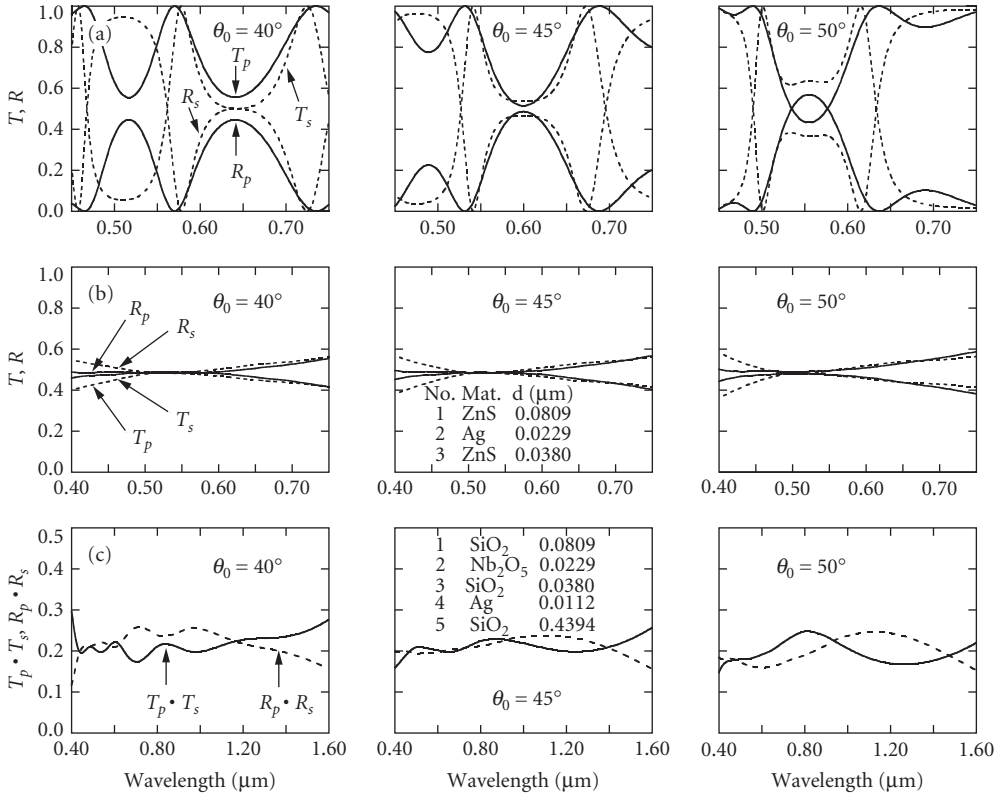 T, R
1.0
0.8
0.6
0.4
0.2
0.0
(a)
θ0 = 40°
Tp
Rs
Ts
Rp
0.50 0.60 0.70
θ0 = 45°
0.50 0.60 0.70
θ0 = 50°
0.50 0.60 0.70
T, R
1.0
0.8
0.6
0.4
0.2
0.0
(b)
θ0 = 40°
Rp
Rs
Ts
Tp
0.40 0.50 0.60 0.70
θ0 = 45°
No. Mat. d (μm)
1 ZnS 0.0809
2 Ag 0.0229
3 ZnS 0.0380
0.40 0.50 0.60 0.70
θ0 = 50°
0.40 0.50 0.60 0.70
Tp • Ts, Rp • Rs
0.5
0.4
0.3
0.2
0.1
0.0
(c)
θ0 = 40°
Tp • Ts
Rp • Rs
0.40 0.80 1.20 1.60
Wavelength (μm)
1 SiO2 0.0809
2 Nb2O5 0.0229
3 SiO2 0.0380
4 Ag 0.0112
5 SiO2 0.4394
θ0 = 45°
0.40 0.80 1.20 1.60
Wavelength (μm)
θ0 = 50°
0.40 0.80 1.20 1.60
Wavelength (μm)